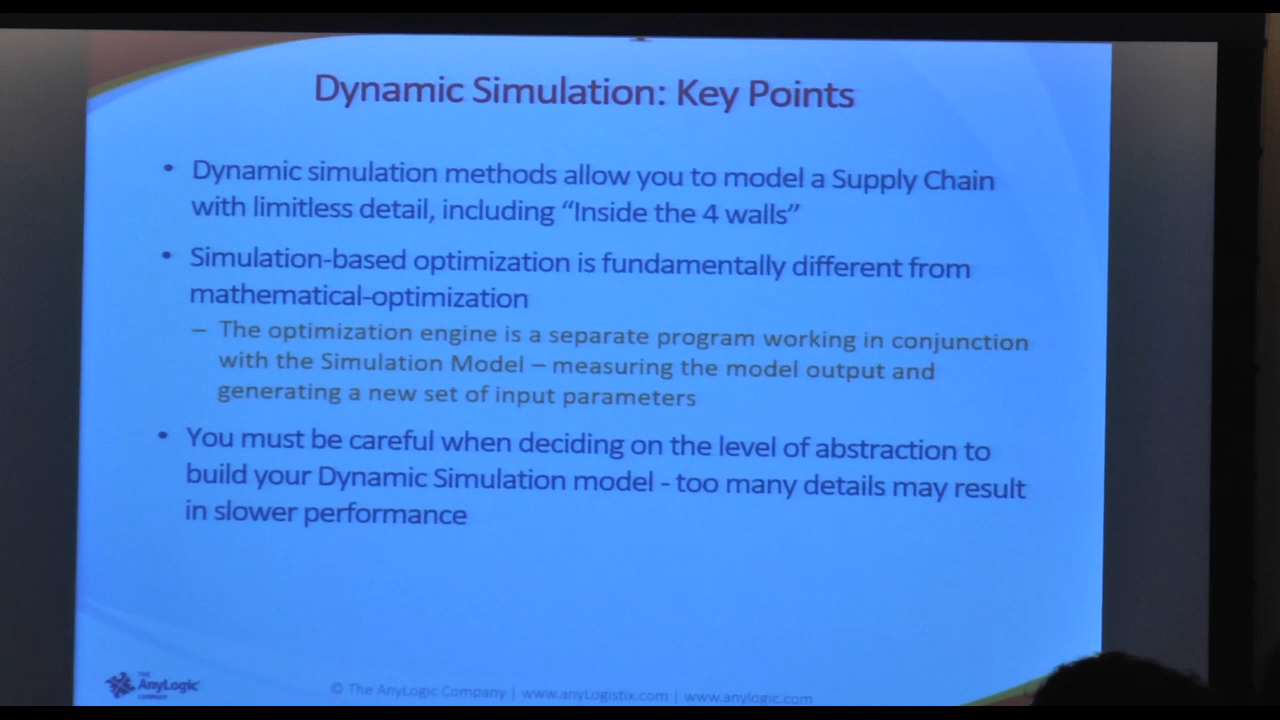 Dynamic Simulation: Key Points
• Dynamic simulation methods allow you to model a Supply Chain
with limitless detail, including “Inside the 4 walls”
• Simulation-based optimization is fundamentally different from
mathematical-optimization
– The optimization engine is a separate program working in conjunction
with the Simulation Model – measuring the model output and
generating a new set of input parameters
• You must be careful when deciding on the level of abstraction to
build your Dynamic Simulation model - too many details may result
in slower performance
THE
AnyLogic
COMPANY
© The AnyLogic Company | www.anyLogistix.com | www.anylogic.com